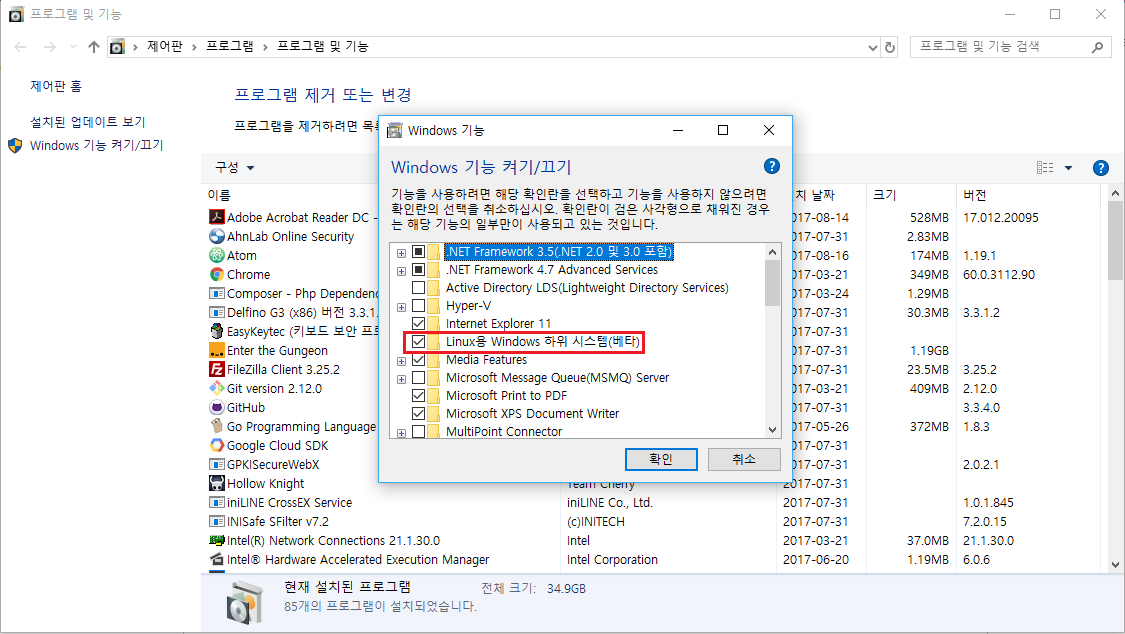 프로그램 및 기능
제어판 > 프로그램 > 프로그램 및 기능
프로그램 및 기능 검색
제어판 홈
설치된 업데이트 보기
Windows 기능 켜기/끄기
프로그램 제거 또는 변경
프로그램을 제거하려면
구성
이름
날짜
크기
버전
Adobe Acrobat Reader DC - 2017-08-14 528MB 17.012.20095
AhnLab Online Security 2017-07-31 2.83MB
Atom 2017-08-16 174MB 1.19.1
Chrome 2017-03-21 349MB 60.0.3112.90
Composer - Php Dependenc 2017-03-24 1.29MB
Delfino G3 (x86) 버전 3.3.1. 2017-07-31 30.3MB 3.3.1.2
EasyKeytec (키보드 보안 프로 2017-07-31
Enter the Gungeon 2017-07-31 1.19GB
FileZilla Client 3.25.2 2017-07-31 23.5MB 3.25.2
Git version 2.12.0 2017-03-21 409MB 2.12.0
GitHub 2017-07-31 3.3.4.0
Go Programming Language 2017-05-26 372MB 1.8.3
Google Cloud SDK 2017-07-31
GPKISecureWebX 2017-07-31 2.0.2.1
Hollow Knight Team Cherry 2017-07-31
iniLINE CrossEX Service iniLINE Co., Ltd. 2017-07-31 1.0.1.845
INISafe SFilter v7.2 (c)INITECH 2017-07-31 7.2.0.15
Intel(R) Network Connections 21.1.30.0 Intel 2017-03-21 37.0MB 21.1.30.0
Intel® Hardware Accelerated Execution Manager Intel Corporation 2017-06-20 1.19MB 6.0.6
현재 설치된 프로그램 전체 크기: 34.9GB
85개의 프로그램이 설치되었습니다.
Windows 기능
Windows 기능 켜기/끄기
기능을 사용하려면 해당 확인란을 선택하고 기능을 사용하지 않으려면
확인란의 선택을 취소하십시오. 확인란이 검은 사각형으로 채워진 경우
는 해당 기능의 일부만이 사용되고 있는 것입니다.
.NET Framework 3.5(.NET 2.0 및 3.0 포함)
.NET Framework 4.7 Advanced Services
Active Directory LDS(Lightweight Directory Services)
Hyper-V
Internet Explorer 11
Linux용 Windows 하위 시스템(베타)
Media Features
Microsoft Message Queue(MSMQ) Server
Microsoft Print to PDF
Microsoft XPS Document Writer
MultiPoint Connector
확인
취소